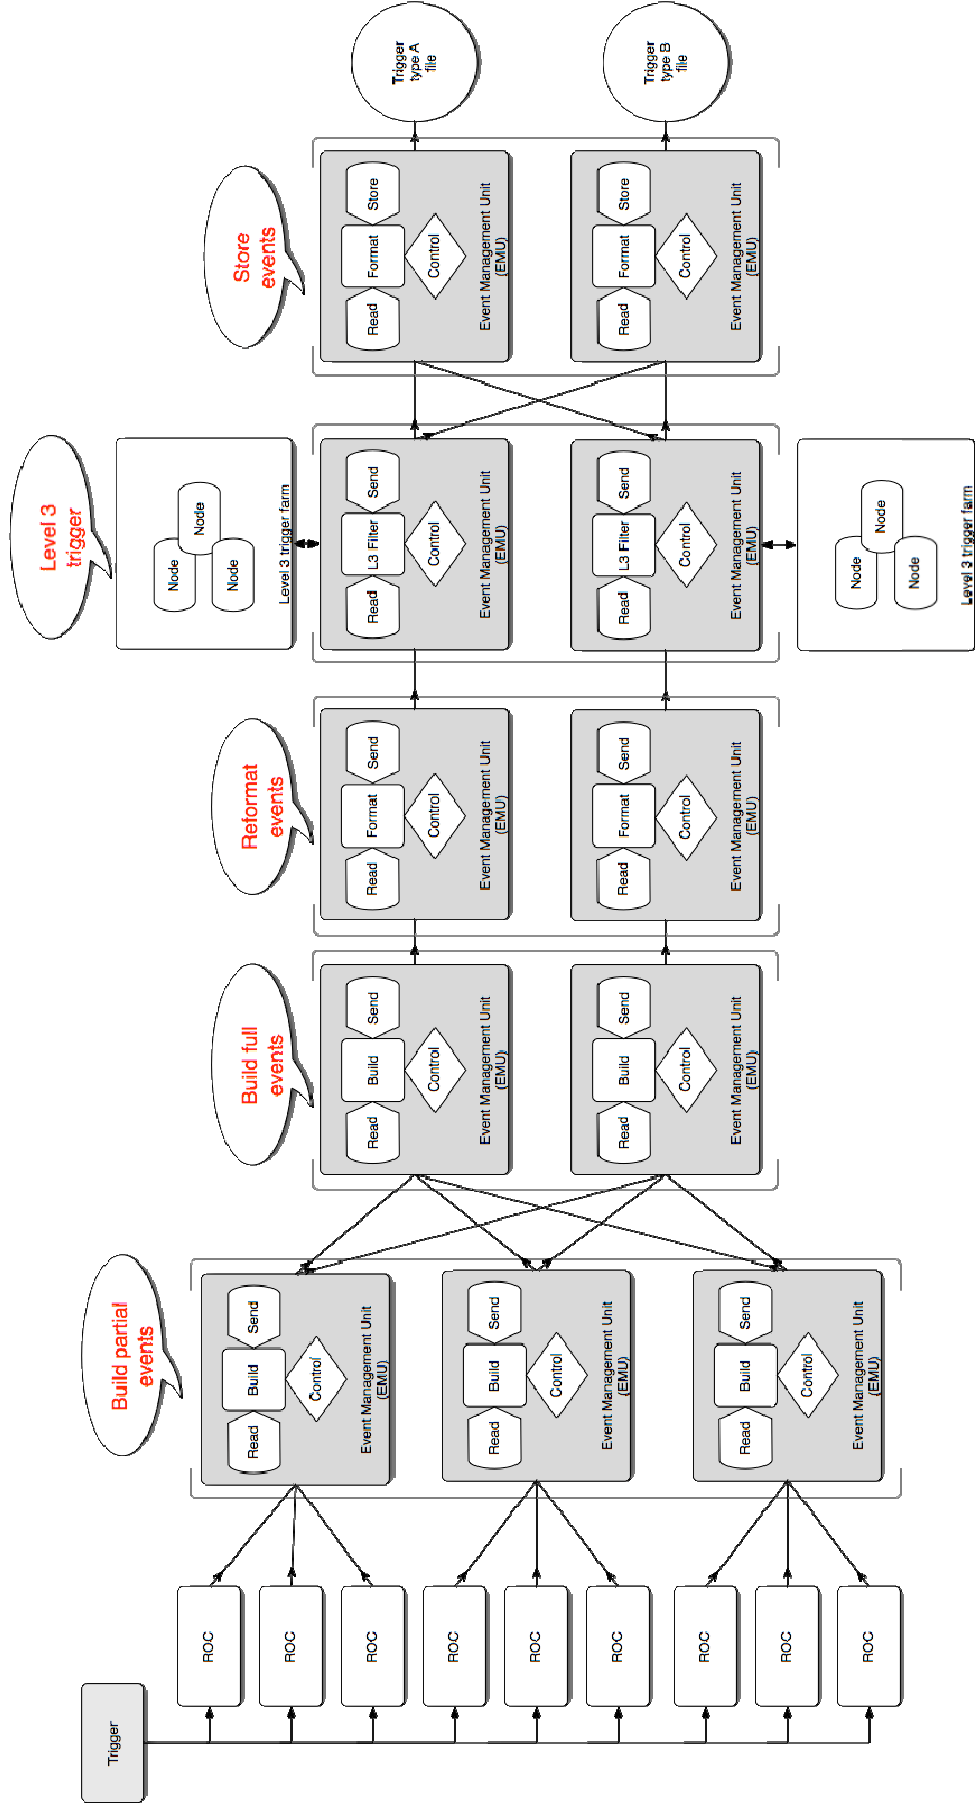 Trigger
ROC
ROC
ROC
ROC
ROC
ROC
ROC
ROC
ROC
Build partial
events
Read
Build
Send
Control
Event Management Unit
(EMU)
Read
Build
Send
Control
Event Management Unit
(EMU)
Read
Build
Send
Control
Event Management Unit
(EMU)
Build full
events
Read
Build
Send
Control
Event Management Unit
(EMU)
Read
Build
Send
Control
Event Management Unit
(EMU)
Reformat
events
Read
Format
Send
Control
Event Management Unit
(EMU)
Read
Format
Send
Control
Event Management Unit
(EMU)
Level 3
trigger
Node
Node
Node
Level 3 trigger farm
Read
L3 Filter
Send
Control
Event Management Unit
(EMU)
Read
L3 Filter
Send
Control
Event Management Unit
(EMU)
Node
Node
Node
Level 3 trigger farm
Store
events
Read
Format
Store
Control
Event Management Unit
(EMU)
Read
Format
Store
Control
Event Management Unit
(EMU)
Trigger
type A
file
Trigger
type B
file